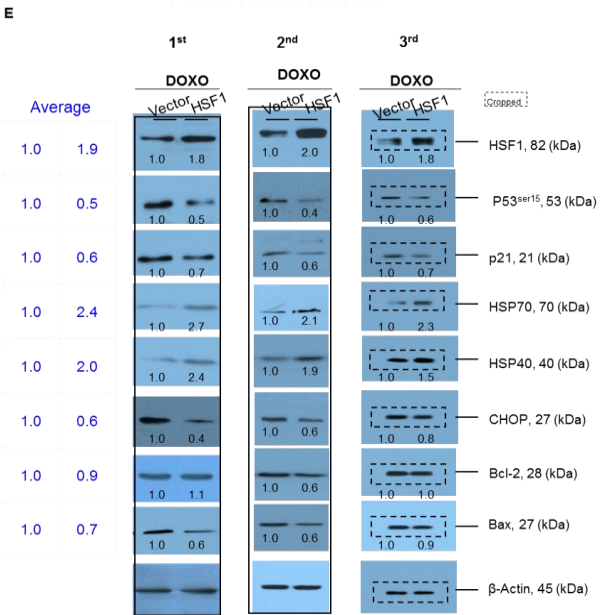 E
1st 2nd 3rd
DOXO DOXO DOXO
Average Vector HSF1 Vector HSF1 Vector HSF1 Cropped
1.0 1.9 1.0 1.8 1.0 2.0 1.0 1.8 HSF1, 82 (kDa)
1.0 0.5 1.0 0.5 1.0 0.4 1.0 0.6 P53ser15, 53 (kDa)
1.0 0.6 1.0 0.7 1.0 0.6 1.0 0.7 p21, 21 (kDa)
1.0 2.4 1.0 2.7 1.0 2.1 1.0 2.3 HSP70, 70 (kDa)
1.0 2.0 1.0 2.4 1.0 1.9 1.0 1.5 HSP40, 40 (kDa)
1.0 0.6 1.0 0.4 1.0 0.6 1.0 0.8 CHOP, 27 (kDa)
1.0 0.9 1.0 1.1 1.0 0.6 1.0 1.0 Bcl-2, 28 (kDa)
1.0 0.7 1.0 0.6 1.0 0.6 1.0 0.9 Bax, 27 (kDa)
β-Actin, 45 (kDa)